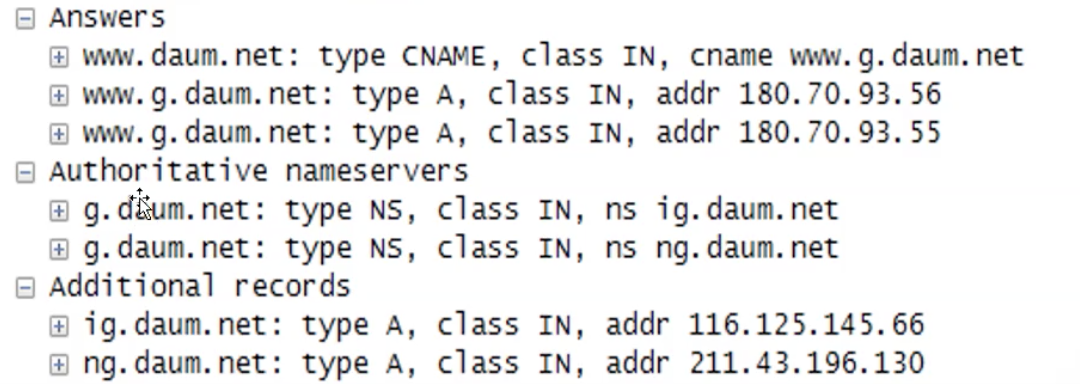 Answers
www.daum.net: type CNAME, class IN, cname www.g.daum.net
www.g.daum.net: type A, class IN, addr 180.70.93.56
www.g.daum.net: type A, class IN, addr 180.70.93.55
Authoritative nameservers
g.daum.net: type NS, class IN, ns ig.daum.net
g.daum.net: type NS, class IN, ns ng.daum.net
Additional records
ig.daum.net: type A, class IN, addr 116.125.145.66
ng.daum.net: type A, class IN, addr 211.43.196.130